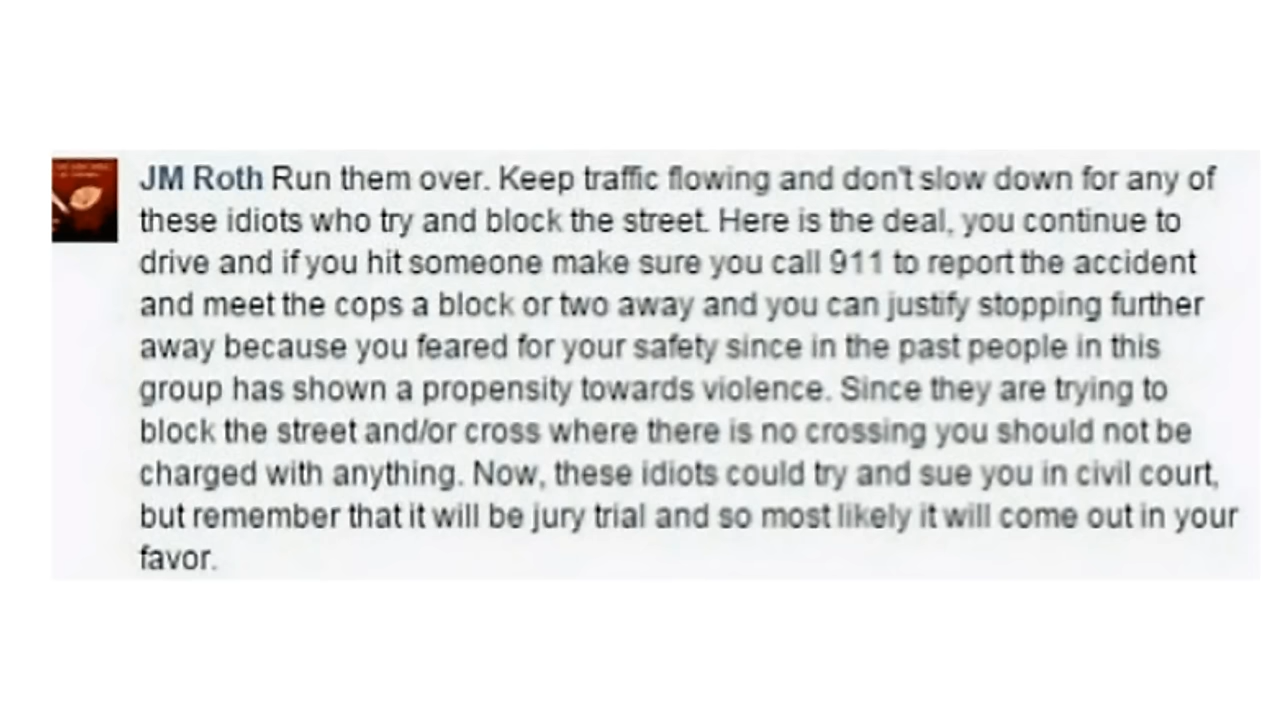 JM Roth Run them over. Keep traffic flowing and don't slow down for any of
these idiots who try and block the street. Here is the deal, you continue to
drive and if you hit someone make sure you call 911 to report the accident
and meet the cops a block or two away and you can justify stopping further
away because you feared for your safety since in the past people in this
group has shown a propensity towards violence. Since they are trying to
block the street and/or cross where there is no crossing you should not be
charged with anything. Now, these idiots could try and sue you in civil court,
but remember that it will be jury trial and so most likely it will come out in your
favor.